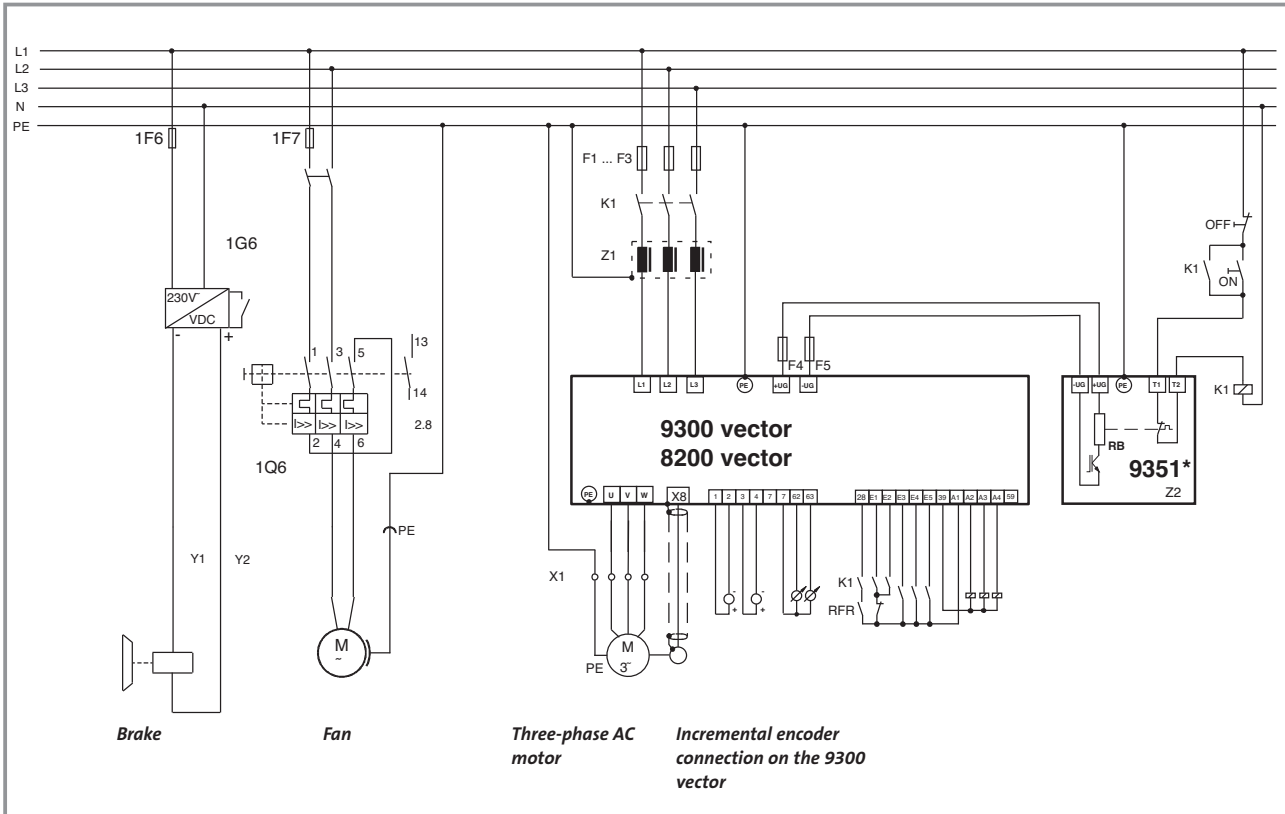 L1
L2
L3
N
PE
1F6
1F7
F1 ... F3
K1
Z1
OFF
K1
ON
1G6
230V~
VDC
- +
1 3 5 13
14
I>> I>> I>>
2 4 6
2.8
1Q6
F4 F5
L1 L2 L3 PE +UG -UG
-UG +UG PE T1 T2
K1
9300 vector
8200 vector
RB
9351*
Z2
PE U V W X8 1 2 3 4 7 7 62 63 28 E1 E2 E3 E4 E5 39 A1 A2 A3 A4 59
PE
Y1 Y2
X1
K1
RFR
- + - +
M
~
PE
M
3~
Brake
Fan
Three-phase AC
motor
Incremental encoder
connection on the 9300
vector